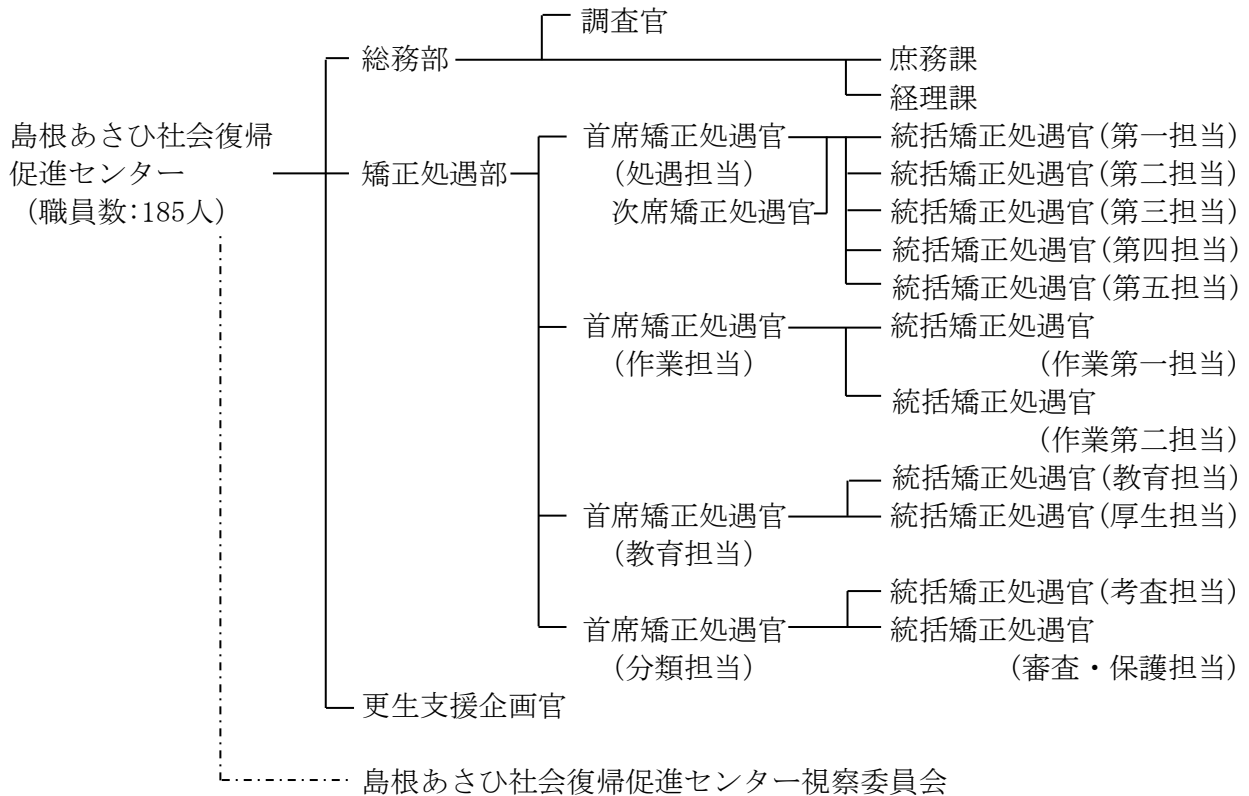 調査官
総務部
庶務課
経理課
島根あさひ社会復帰
促進センター
(職員数:185人)
矯正処遇部
首席矯正処遇官
(処遇担当)
次席矯正処遇官
統括矯正処遇官(第一担当)
統括矯正処遇官(第二担当)
統括矯正処遇官(第三担当)
統括矯正処遇官(第四担当)
統括矯正処遇官(第五担当)
首席矯正処遇官
(作業担当)
統括矯正処遇官
(作業第一担当)
統括矯正処遇官
(作業第二担当)
首席矯正処遇官
(教育担当)
統括矯正処遇官(教育担当)
統括矯正処遇官(厚生担当)
首席矯正処遇官
(分類担当)
統括矯正処遇官(考査担当)
統括矯正処遇官
(審査・保護担当)
更生支援企画官
島根あさひ社会復帰促進センター視察委員会